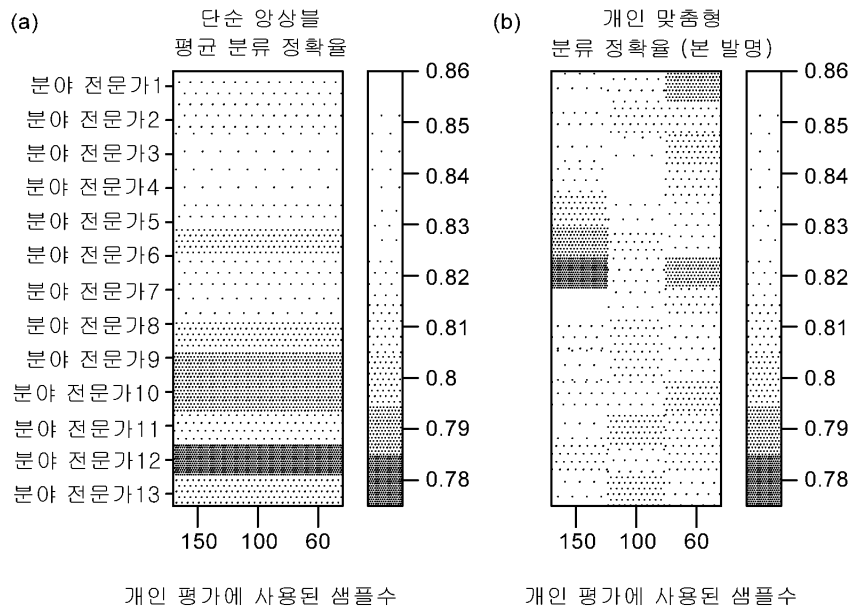 (a) 단순 앙상블
평균 분류 정확율
분야 전문가1
분야 전문가2
분야 전문가3
분야 전문가4
분야 전문가5
분야 전문가6
분야 전문가7
분야 전문가8
분야 전문가9
분야 전문가10
분야 전문가11
분야 전문가12
분야 전문가13
150 100 60
개인 평가에 사용된 샘플수
0.86
0.85
0.84
0.83
0.82
0.81
0.8
0.79
0.78
(b) 개인 맞춤형
분류 정확율 (본 발명)
150 100 60
개인 평가에 사용된 샘플수
0.86
0.85
0.84
0.83
0.82
0.81
0.8
0.79
0.78